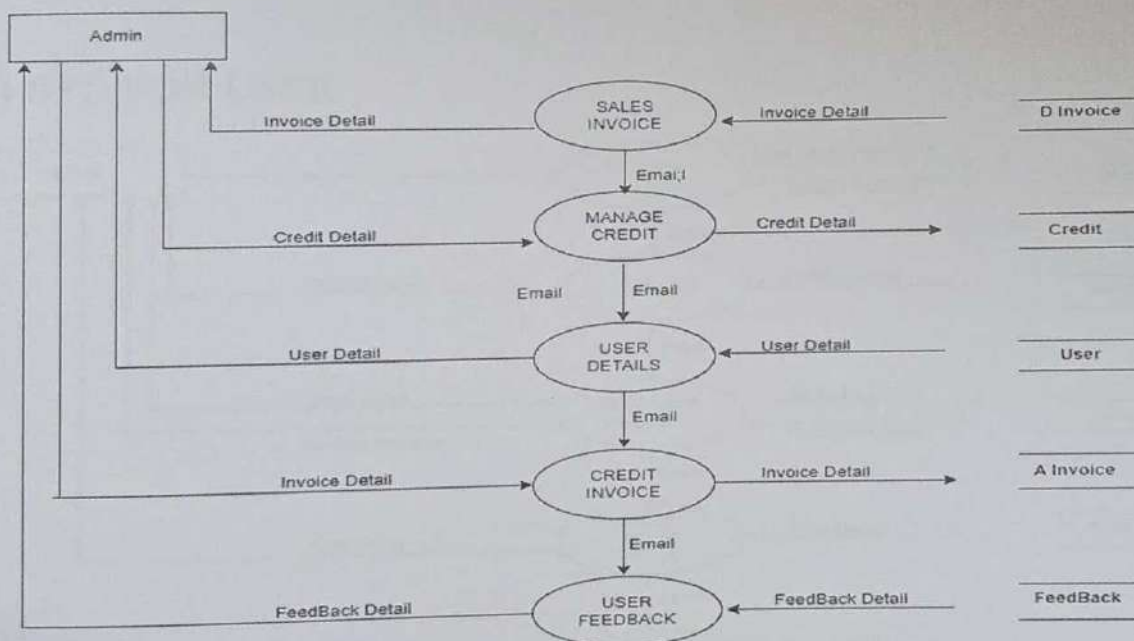 Admin
SALES
INVOICE
Invoice Detail
Invoice Detail
D Invoice
Emai;l
MANAGE
CREDIT
Credit Detail
Credit Detail
Credit
Email
Email
USER
DETAILS
User Detail
User Detail
User
Email
CREDIT
INVOICE
Invoice Detail
Invoice Detail
A Invoice
Email
USER
FEEDBACK
FeedBack Detail
FeedBack Detail
FeedBack